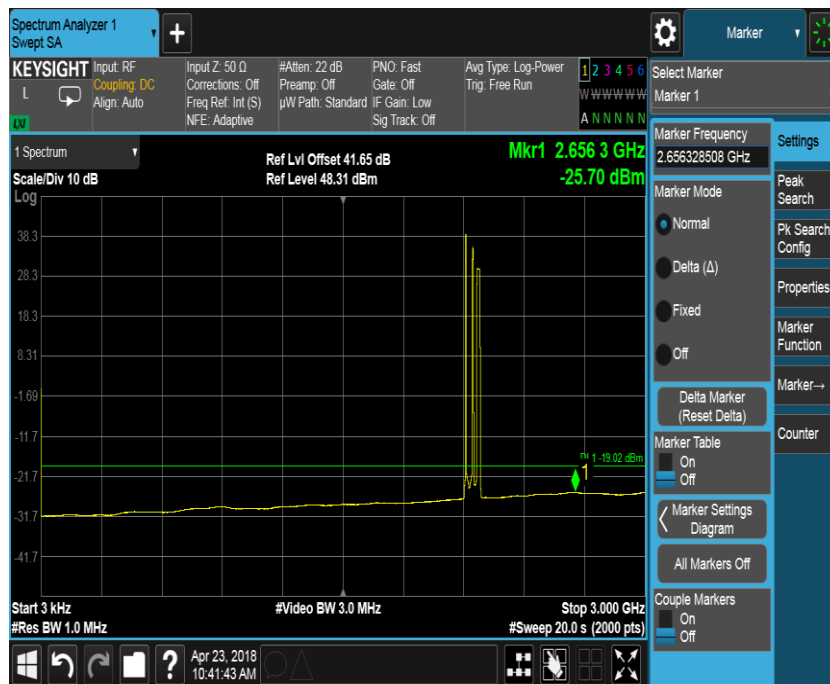 Spectrum Analyzer 1
Swept SA
+
Marker
KEYSIGHT
L
LXI
Input: RF
Coupling: DC
Align: Auto
Input Z: 50 Ω
Corrections: Off
Freq Ref: Int (S)
NFE: Adaptive
#Atten: 22 dB
Preamp: Off
µW Path: Standard
PNO: Fast
Gate: Off
IF Gain: Low
Sig Track: Off
Avg Type: Log-Power
Trig: Free Run
1 2 3 4 5 6
W W W W W W
A N N N N N
Select Marker
Marker 1
1 Spectrum
Scale/Div 10 dB
Log
Ref Lvl Offset 41.65 dB
Ref Level 48.31 dBm
Mkr1 2.656 3 GHz
-25.70 dBm
38.3
28.3
18.3
8.31
-1.69
-11.7
-21.7
-31.7
-41.7
-19.02 dBm
1
Start 3 kHz
#Res BW 1.0 MHz
#Video BW 3.0 MHz
Stop 3.000 GHz
#Sweep 20.0 s (2000 pts)
Marker Frequency
2.656328508 GHz
Marker Mode
Normal
Delta (Δ)
Fixed
Off
Delta Marker
(Reset Delta)
Marker Table
On
Off
Marker Settings
Diagram
All Markers Off
Couple Markers
On
Off
Settings
Peak
Search
Pk Search
Config
Properties
Marker
Function
Marker→
Counter
?
Apr 23, 2018
10:41:43 AM